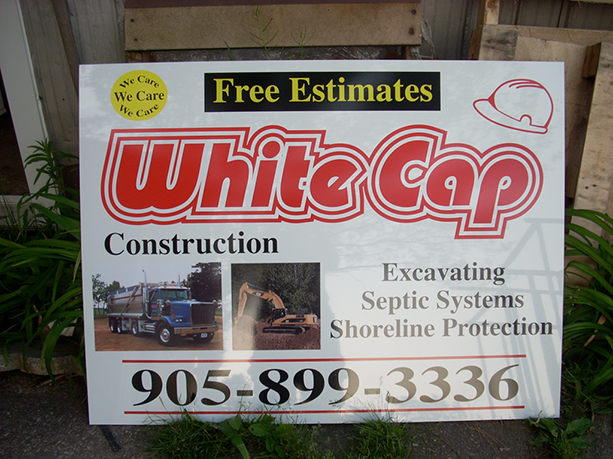 We Care
We Care
We Care
Free Estimates
White Cap
Construction
Excavating
Septic Systems
Shoreline Protection
905-899-3336